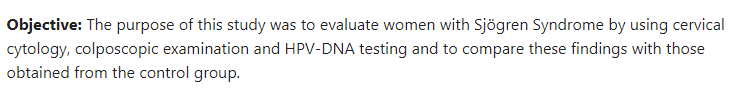 Objective: The purpose of this study was to evaluate women with Sjögren Syndrome by using cervical
cytology, colposcopic examination and HPV-DNA testing and to compare these findings with those
obtained from the control group.